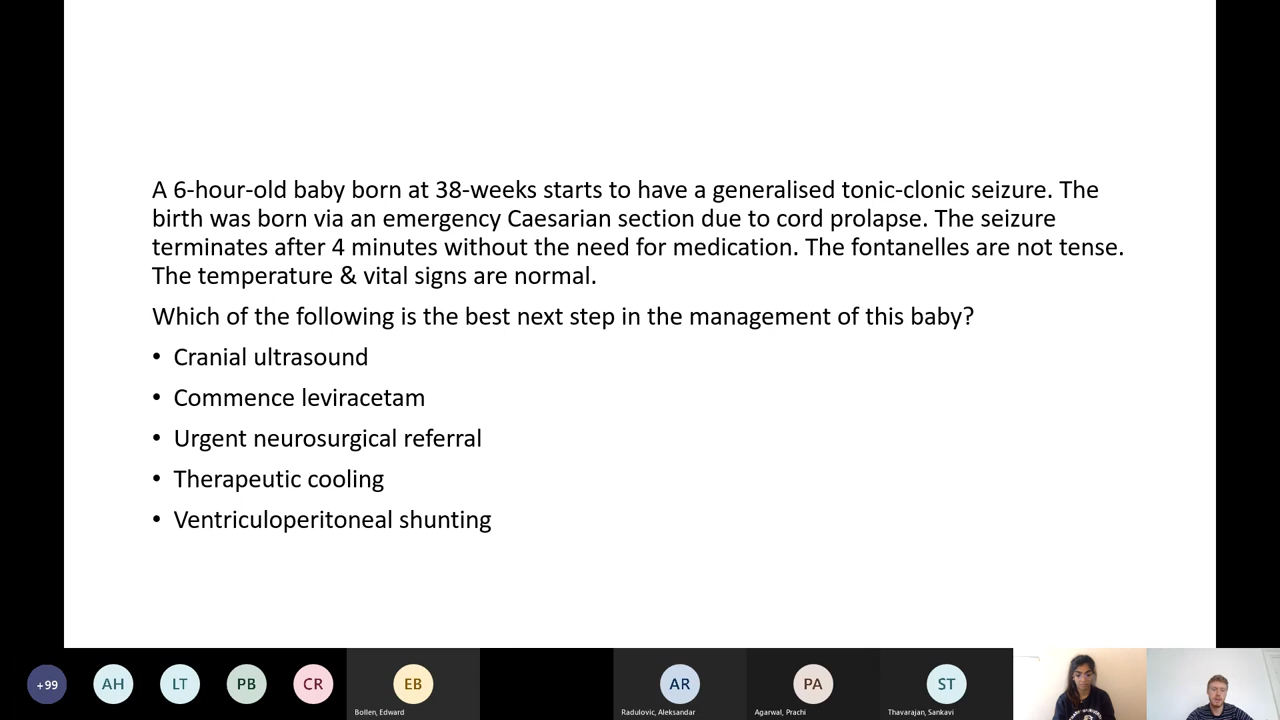 A 6-hour-old baby born at 38-weeks starts to have a generalised tonic-clonic seizure. The
birth was born via an emergency Caesarian section due to cord prolapse. The seizure
terminates after 4 minutes without the need for medication. The fontanelles are not tense.
The temperature & vital signs are normal.
Which of the following is the best next step in the management of this baby?
• Cranial ultrasound
• Commence leviracetam
• Urgent neurosurgical referral
• Therapeutic cooling
• Ventriculoperitoneal shunting
+99 AH LT PB CR EB AR PA ST
Bollen, Edward Radulovic, Aleksandar Agarwal, Prachi Thavarajan, Sankavi